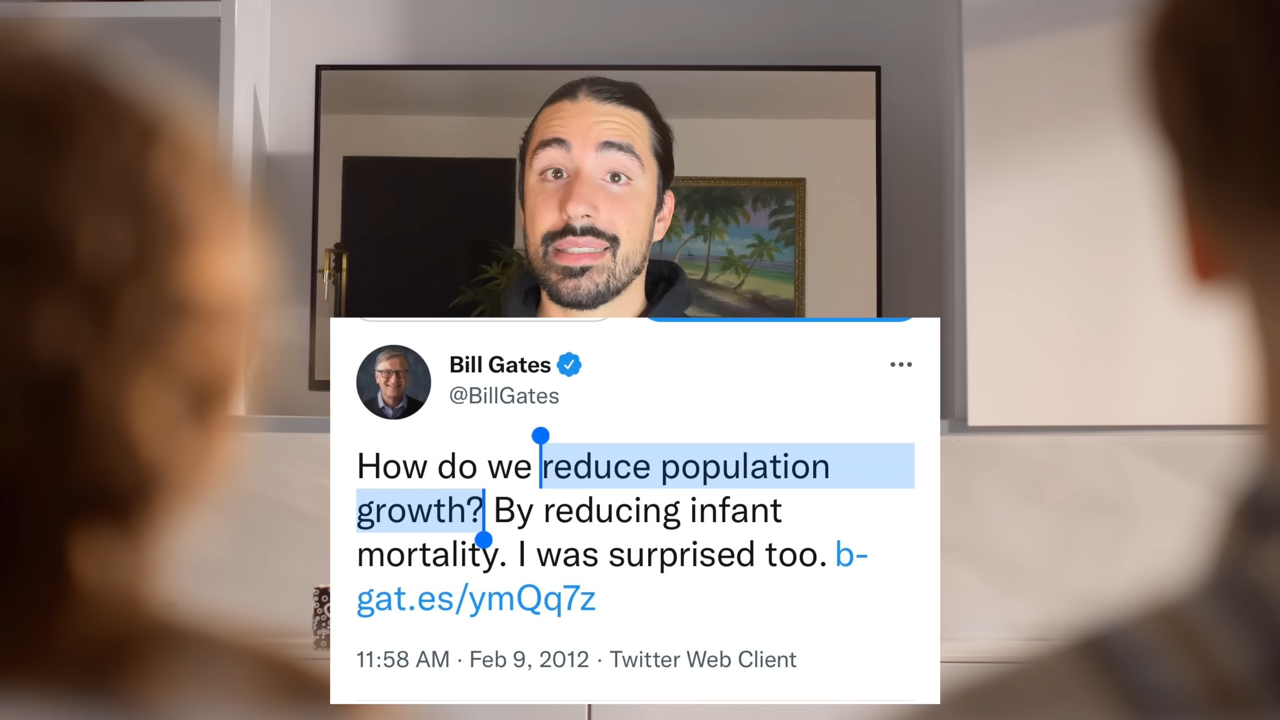 Bill Gates
@BillGates
How do we reduce population
growth? By reducing infant
mortality. I was surprised too. b-
gat.es/ymQq7z
11:58 AM · Feb 9, 2012 · Twitter Web Client